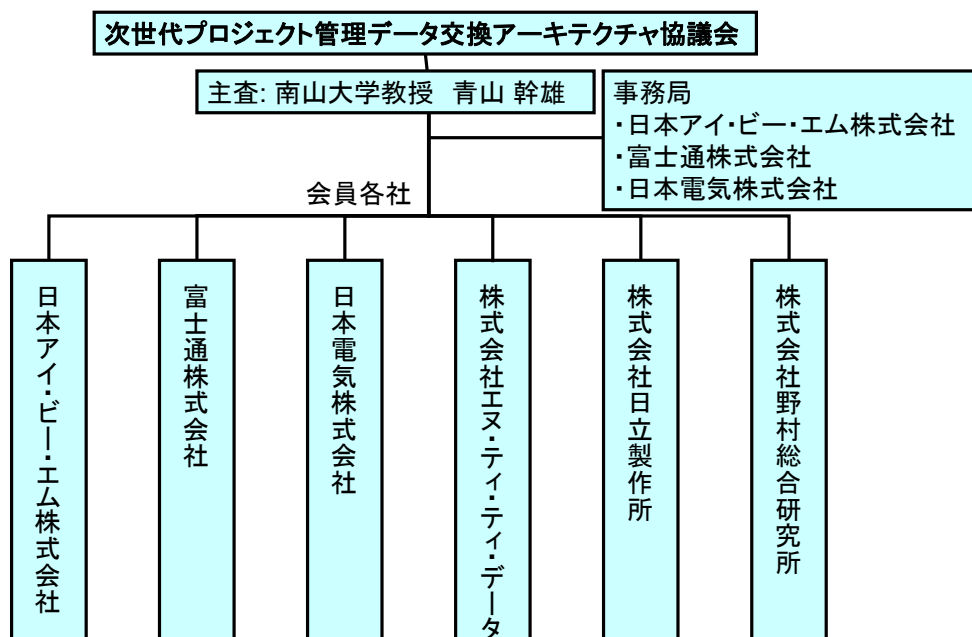 次世代プロジェクト管理データ交換アーキテクチャ協議会
主査: 南山大学教授　青山 幹雄
事務局
・日本アイ・ビー・エム株式会社
・富士通株式会社
・日本電気株式会社
会員各社
日本アイ・ビー・エム株式会社
富士通株式会社
日本電気株式会社
株式会社エヌ・ティ・ティ・データ
株式会社日立製作所
株式会社野村総合研究所